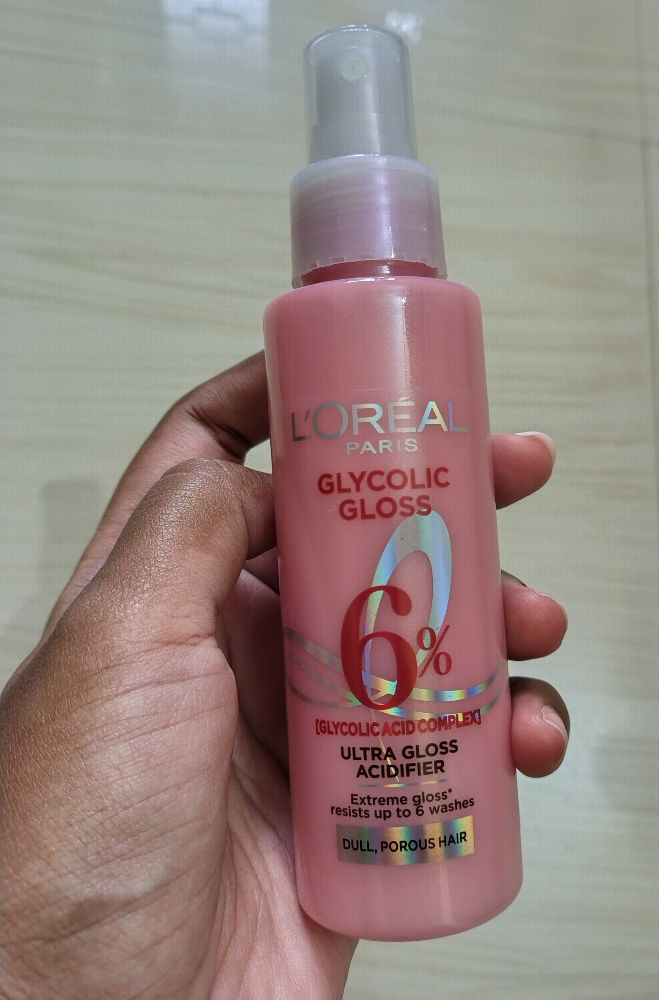 L'ORÉAL
PARIS
GLYCOLIC
GLOSS
6%
[GLYCOLIC ACID COMPLEX]
ULTRA GLOSS
ACIDIFIER
Extreme gloss*
resists up to 6 washes
DULL, POROUS HAIR